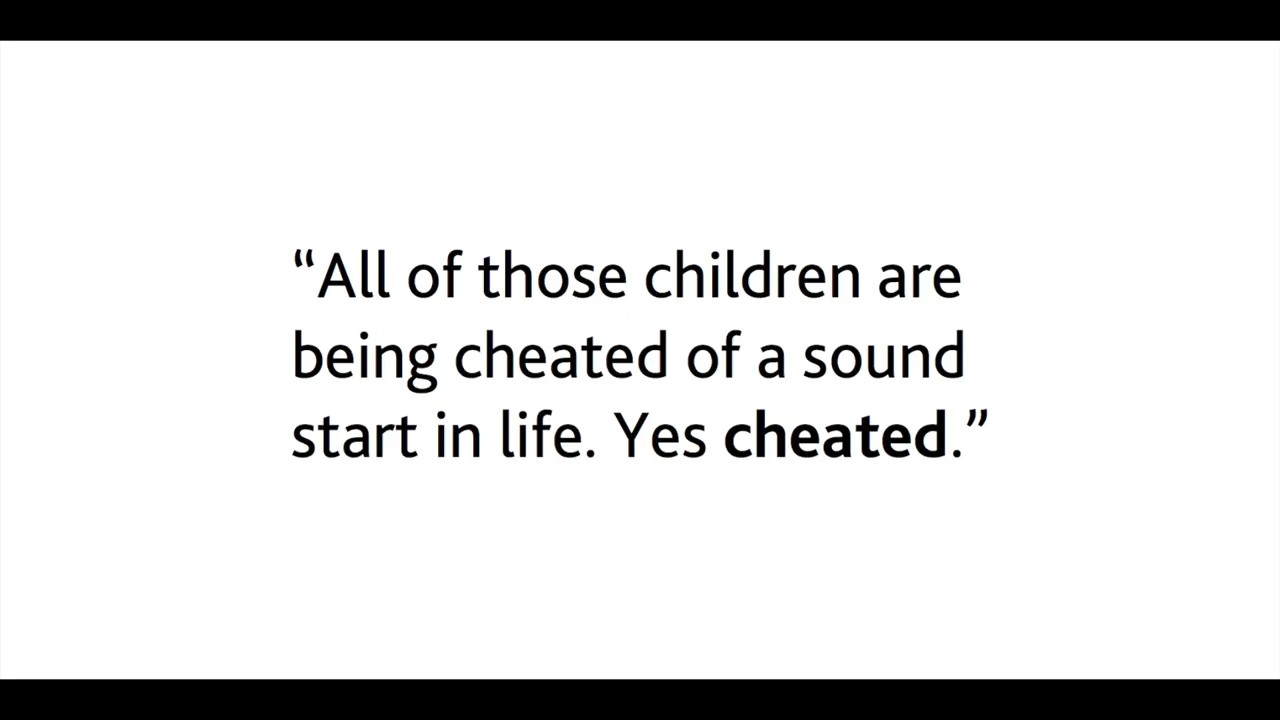 “All of those children are
being cheated of a sound
start in life. Yes cheated.”